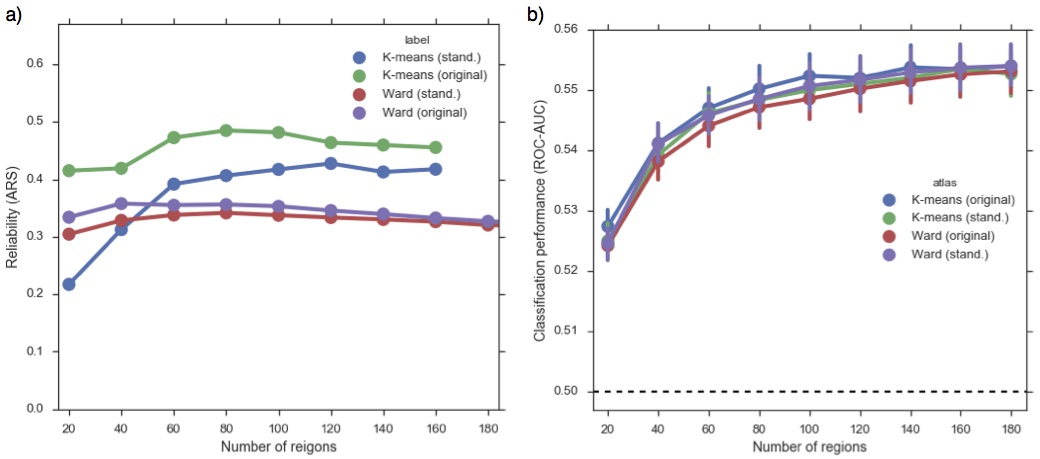 a)
label
K-means (stand.)
K-means (original)
Ward (stand.)
Ward (original)
Reliability (ARS)
0.6
0.5
0.4
0.3
0.2
0.1
0.0
20 40 60 80 100 120 140 160 180
Number of reigons
b)
Classification performance (ROC-AUC)
0.56
0.55
0.54
0.53
0.52
0.51
0.50
atlas
K-means (original)
K-means (stand.)
Ward (original)
Ward (stand.)
20 40 60 80 100 120 140 160 180
Number of regions